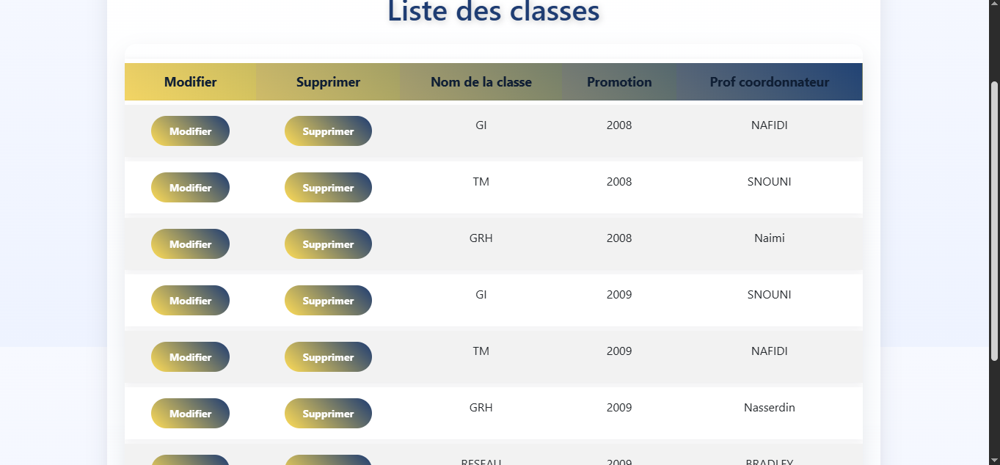 Liste des classes
Modifier Supprimer Nom de la classe Promotion Prof coordonnateur
Modifier Supprimer GI 2008 NAFIDI
Modifier Supprimer TM 2008 SNOUNI
Modifier Supprimer GRH 2008 Naimi
Modifier Supprimer GI 2009 SNOUNI
Modifier Supprimer TM 2009 NAFIDI
Modifier Supprimer GRH 2009 Nasserdin
RESEAU 2009 BRADLEY